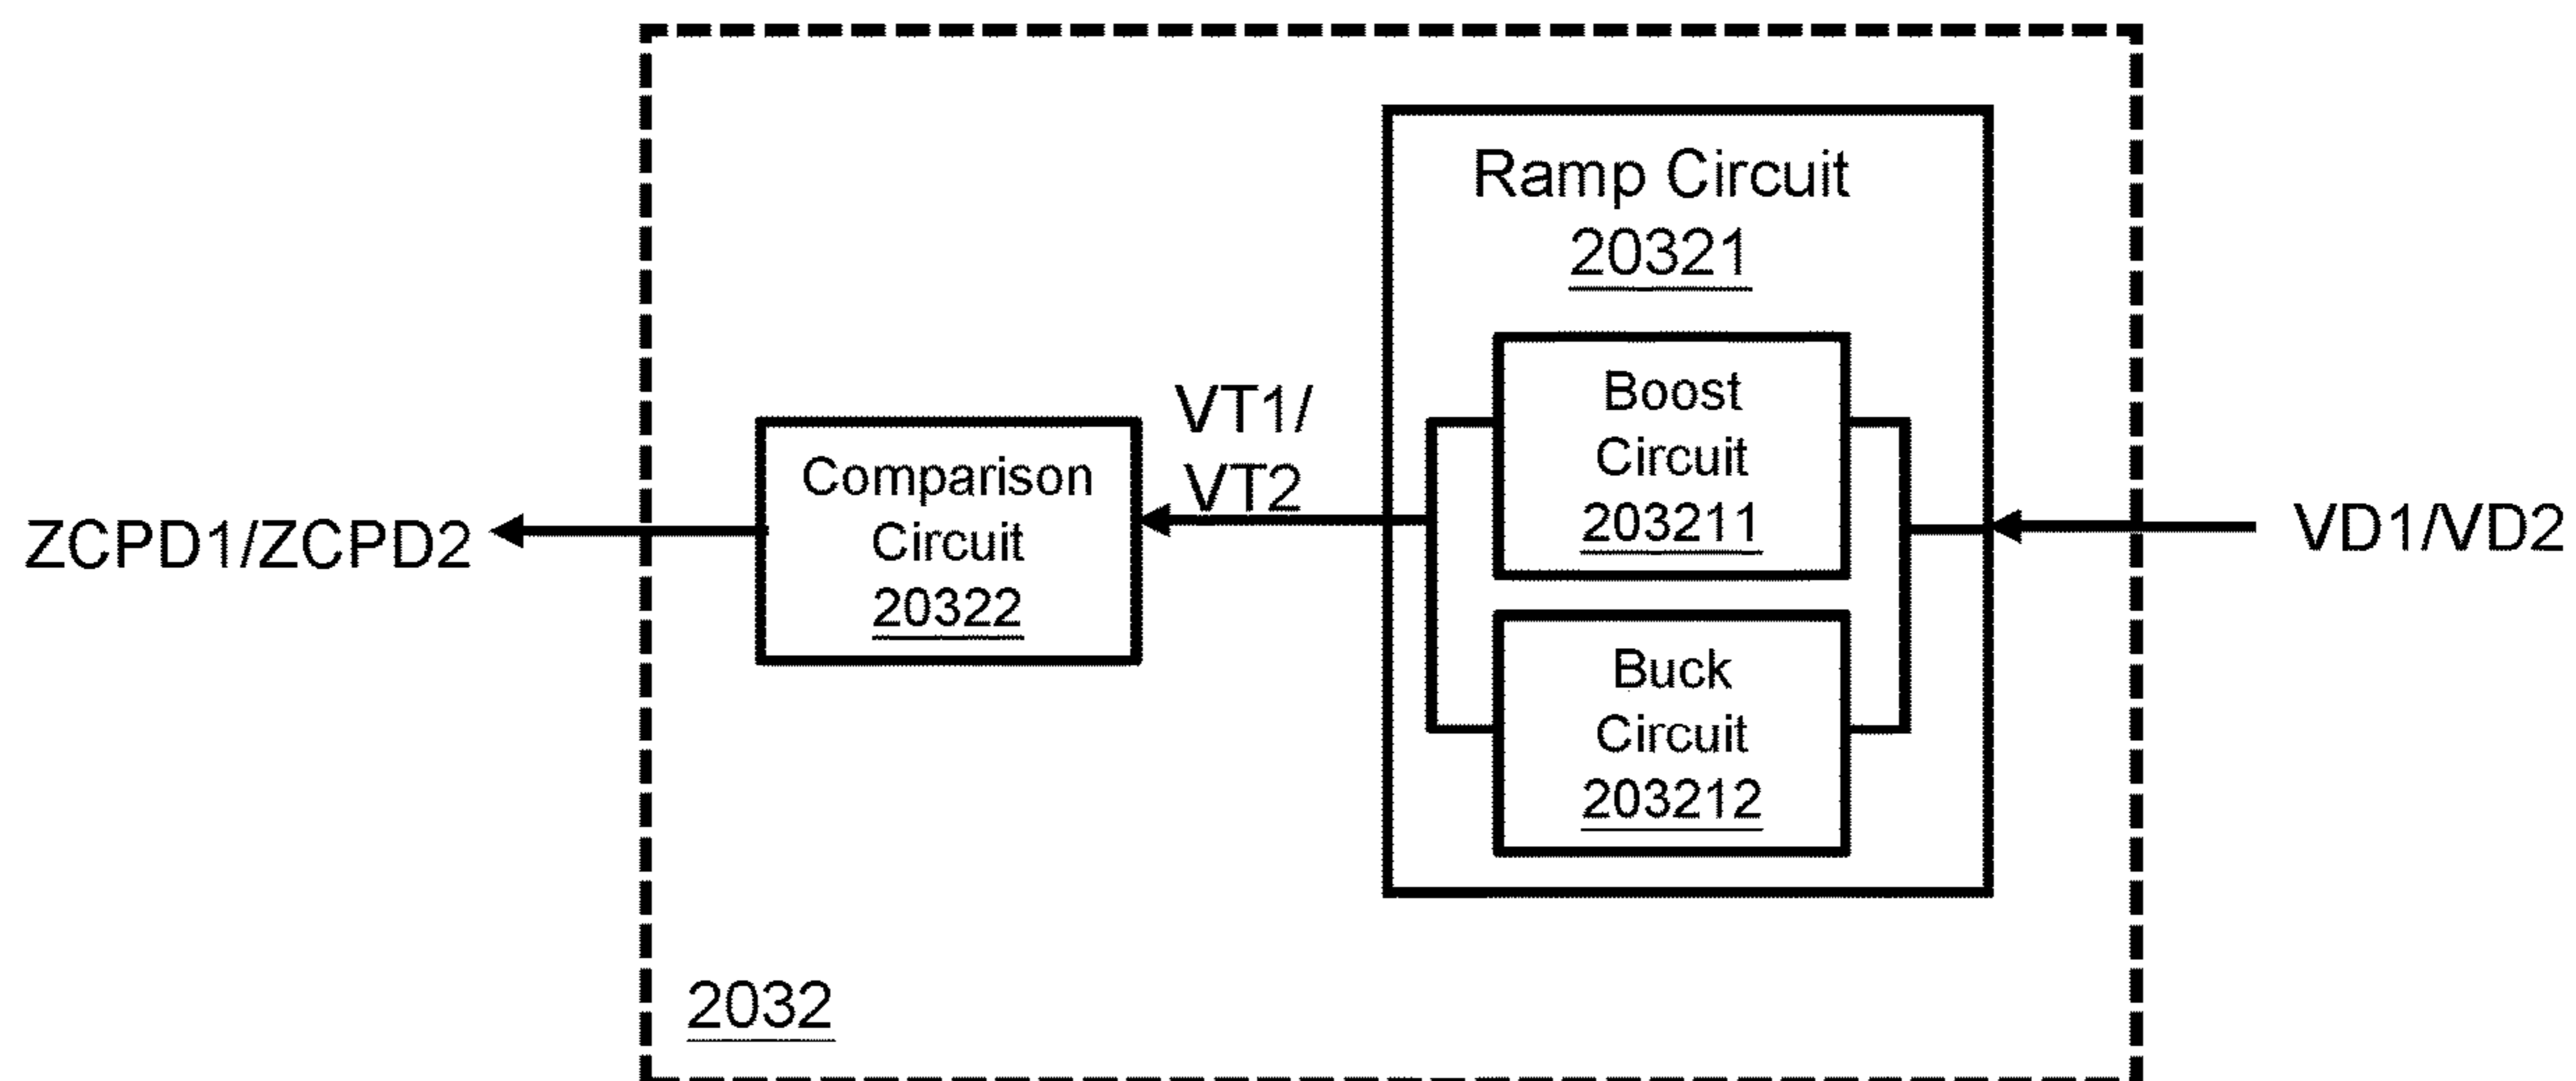 Ramp Circuit
20321
Boost
Circuit
203211
VT1/
VT2
Comparison
Circuit
20322
ZCPD1/ZCPD2
VD1/VD2
Buck
Circuit
203212
2032